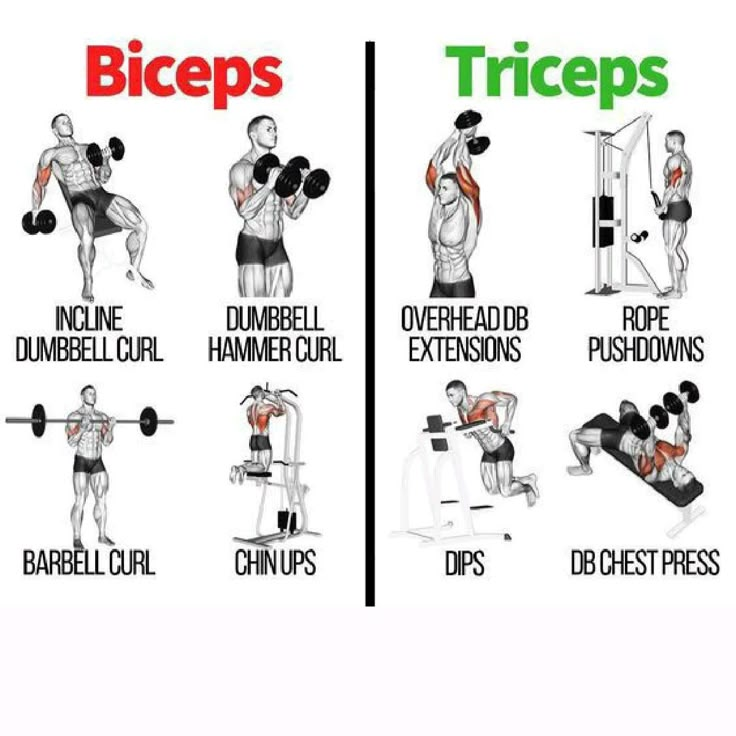 Biceps
Triceps
INCLINE
DUMBBELL CURL
DUMBBELL
HAMMER CURL
OVERHEAD DB
EXTENSIONS
ROPE
PUSHDOWNS
BARBELL CURL
CHIN UPS
DIPS
DB CHEST PRESS